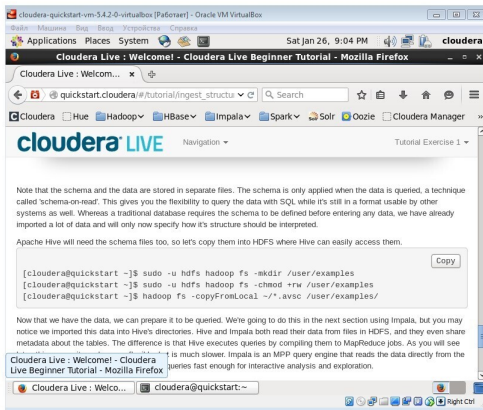 cloudera-quickstart-vm-5.4.2-0-virtualbox [Работает] - Oracle VM VirtualBox
Файл Машина Вид Ввод Устройства Справка
Applications Places System Sat Jan 26, 9:04 PM cloudera
Cloudera Live : Welcome! - Cloudera Live Beginner Tutorial - Mozilla Firefox
Cloudera Live : Welcom...
quickstart.cloudera/#/tutorial/ingest_structu Search
Cloudera Hue Hadoop HBase Impala Spark Solr Oozie Cloudera Manager »
cloudera LIVE Navigation Tutorial Exercise 1
Note that the schema and the data are stored in separate files. The schema is only applied when the data is queried, a technique
called 'schema-on-read'. This gives you the flexibility to query the data with SQL while it's still in a format usable by other
systems as well. Whereas a traditional database requires the schema to be defined before entering any data, we have already
imported a lot of data and will only now specify how it's structure should be interpreted.
Apache Hive will need the schema files too, so let's copy them into HDFS where Hive can easily access them.
Copy
[cloudera@quickstart ~]$ sudo -u hdfs hadoop fs -mkdir /user/examples
[cloudera@quickstart ~]$ sudo -u hdfs hadoop fs -chmod +rw /user/examples
[cloudera@quickstart ~]$ hadoop fs -copyFromLocal ~/*.avsc /user/examples/
Now that we have the data, we can prepare it to be queried. We're going to do this in the next section using Impala, but you may
notice we imported this data into Hive's directories. Hive and Impala both read their data from files in HDFS, and they even share
metadata about the tables. The difference is that Hive executes queries by compiling them to MapReduce jobs. As you will see
is much slower. Impala is an MPP query engine that reads the data directly from the
queries fast enough for interactive analysis and exploration.
Cloudera Live : Welcome! - Cloudera
Live Beginner Tutorial - Mozilla Firefox
Cloudera Live : Welco... cloudera@quickstart:~
Right Ctrl